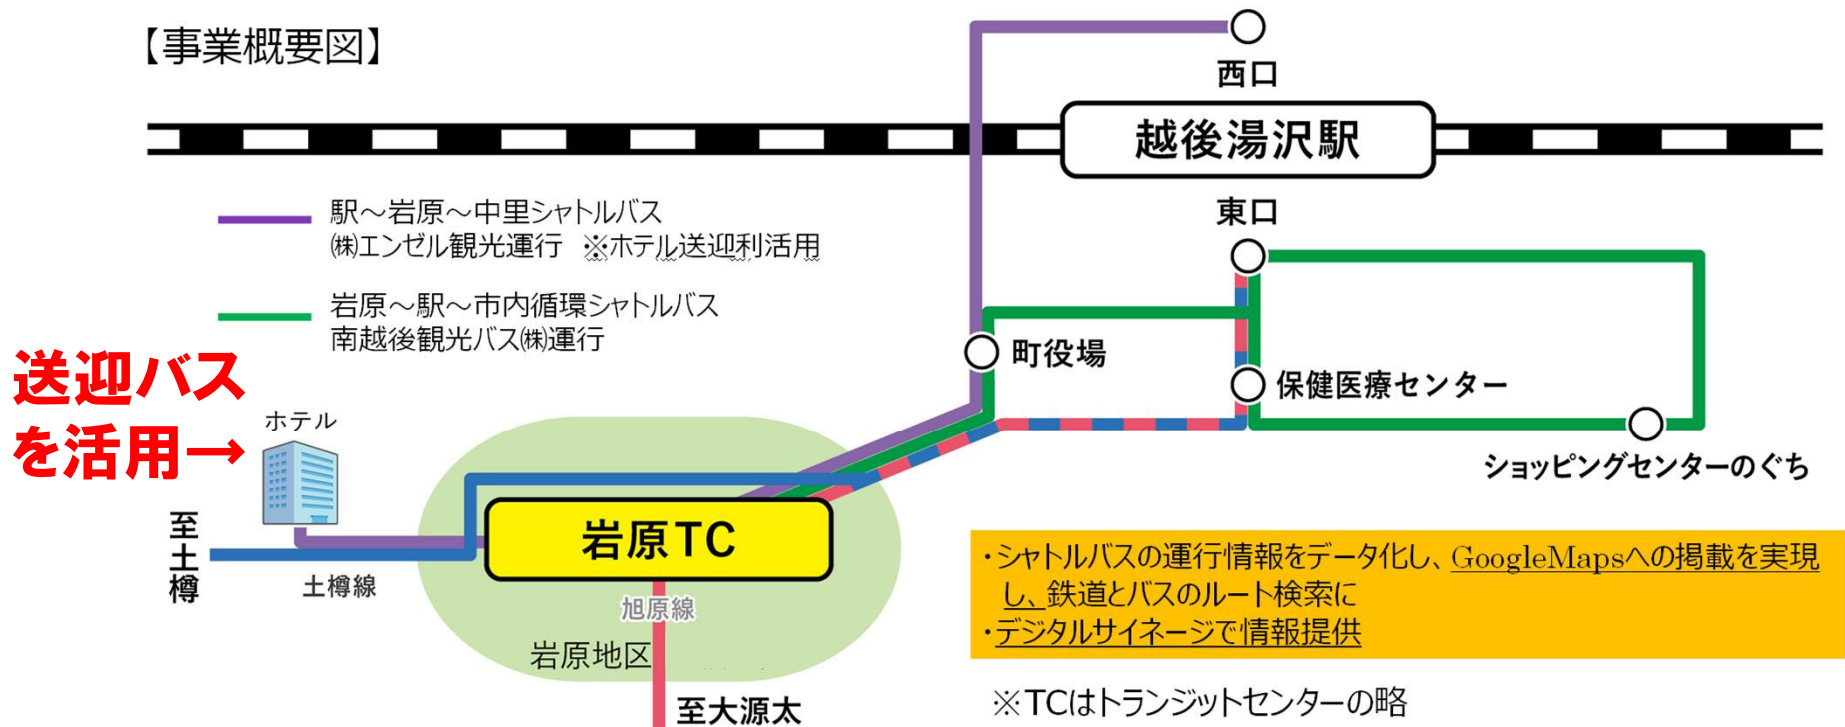 【事業概要図】
西口
越後湯沢駅
東口
駅～岩原～中里シャトルバス
㈱エンゼル観光運行　※ホテル送迎利活用
岩原～駅～市内循環シャトルバス
南越後観光バス㈱運行
送迎バス
を活用→
ホテル
町役場
保健医療センター
ショッピングセンターのぐち
至土樽
土樽線
岩原TC
旭原線
岩原地区
至大源太
・シャトルバスの運行情報をデータ化し、GoogleMapsへの掲載を実現
し、鉄道とバスのルート検索に
・デジタルサイネージで情報提供
※TCはトランジットセンターの略